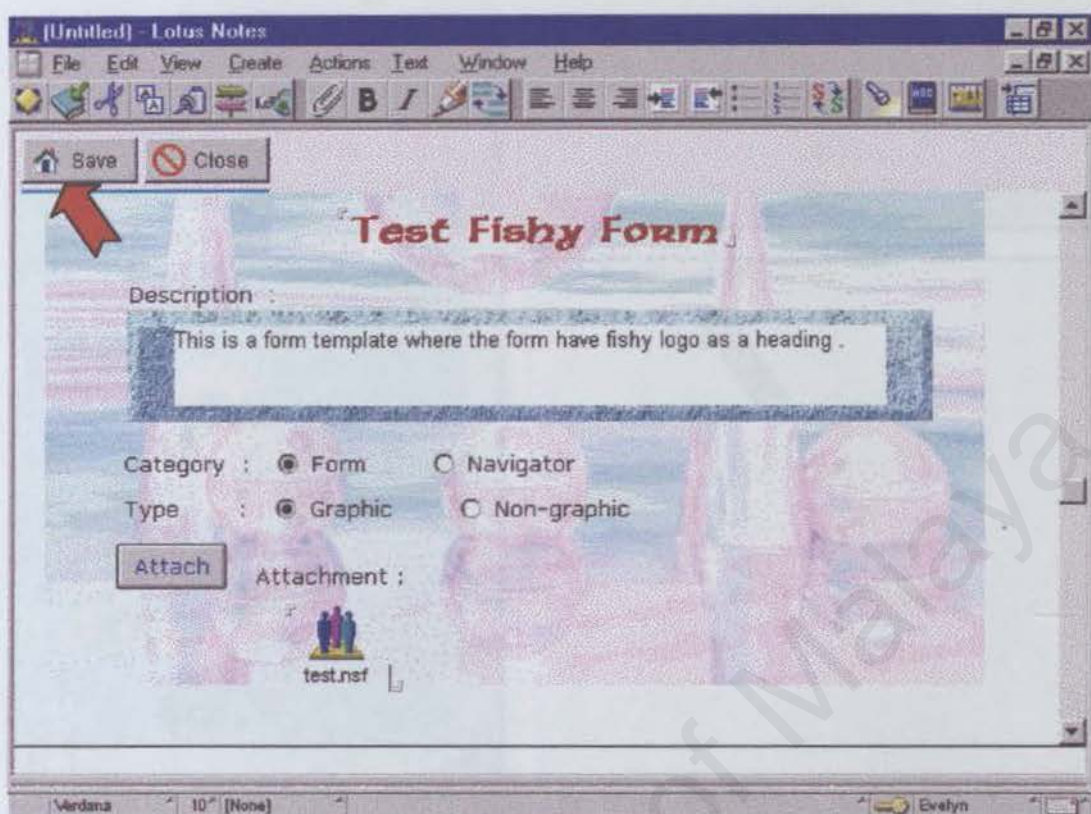 (Untitled) - Lotus Notes
File Edit View Create Actions Text Window Help
Save Close
Test Fishy Form
Description :
This is a form template where the form have fishy logo as a heading .
Category : Form Navigator
Type : Graphic Non-graphic
Attach Attachment :
test.nsf
Verdana 10 [None] Evelyn
of Malaya